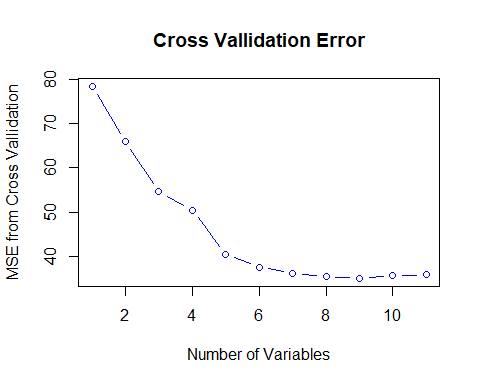 Cross Vallidation Error
MSE from Cross Vallidation
80
70
60
50
40
2 4 6 8 10
Number of Variables